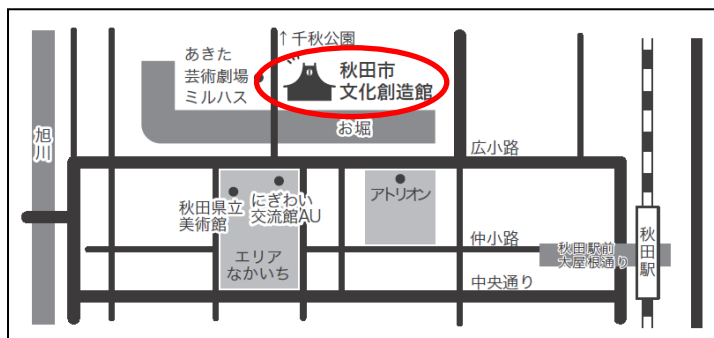 ↑千秋公園
あきた
芸術劇場
ミルハス
秋田市
文化創造館
お堀
旭川
広小路
秋田県立
美術館
にぎわい
交流館AU
アトリオン
エリア
なかいち
仲小路
秋田駅前
大屋根通り
秋田駅
中央通り